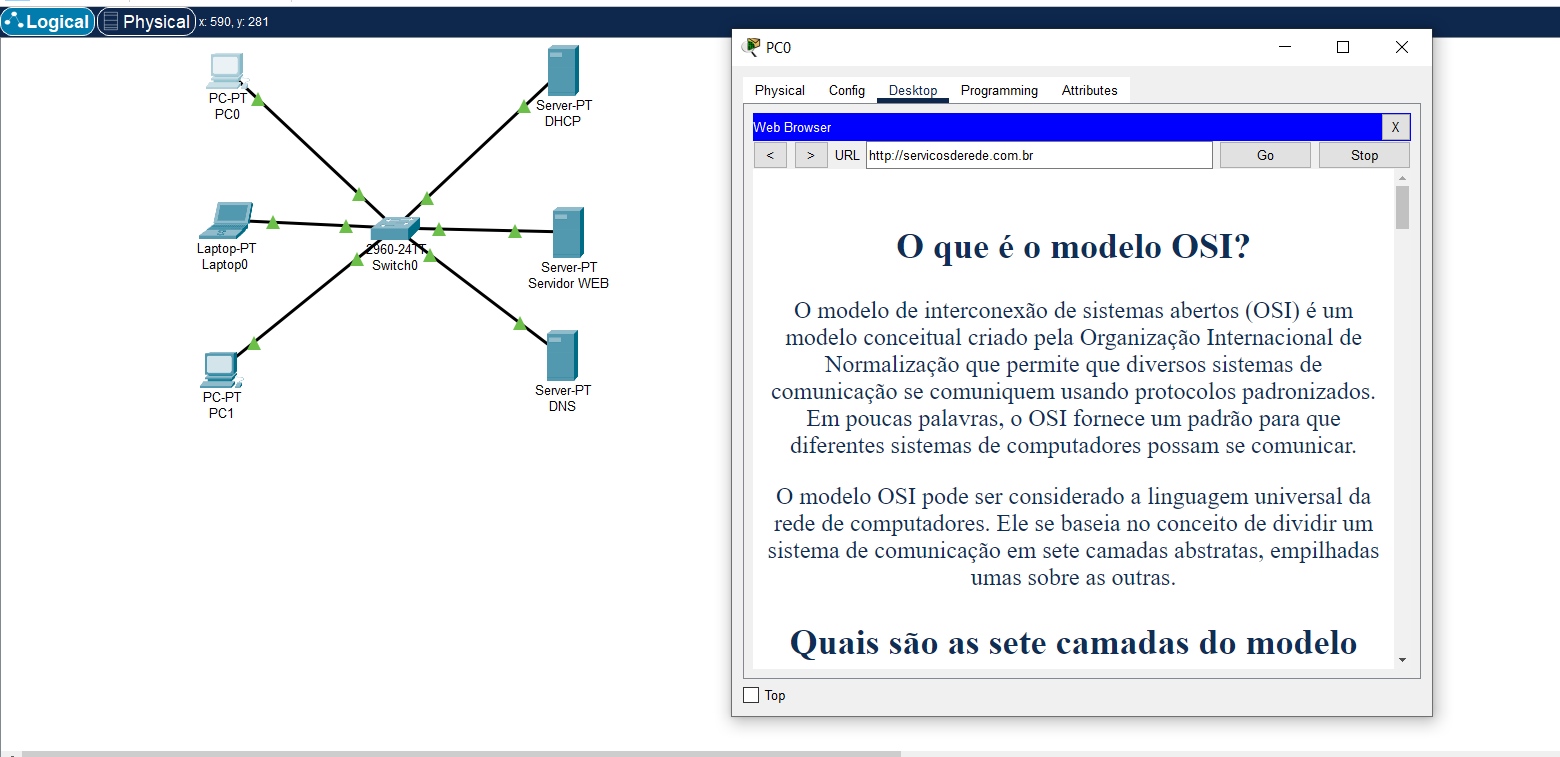 Logical Physical x: 590, y: 281
PC-PT
PC0
Server-PT
DHCP
Laptop-PT
Laptop0
2960-24TT
Switch0
Server-PT
Servidor WEB
PC-PT
PC1
Server-PT
DNS
PC0
Physical Config Desktop Programming Attributes
Web Browser X
< > URL http://servicosderede.com.br Go Stop
O que é o modelo OSI?
O modelo de interconexão de sistemas abertos (OSI) é um
modelo conceitual criado pela Organização Internacional de
Normalização que permite que diversos sistemas de
comunicação se comuniquem usando protocolos padronizados.
Em poucas palavras, o OSI fornece um padrão para que
diferentes sistemas de computadores possam se comunicar.
O modelo OSI pode ser considerado a linguagem universal da
rede de computadores. Ele se baseia no conceito de dividir um
sistema de comunicação em sete camadas abstratas, empilhadas
umas sobre as outras.
Quais são as sete camadas do modelo
Top